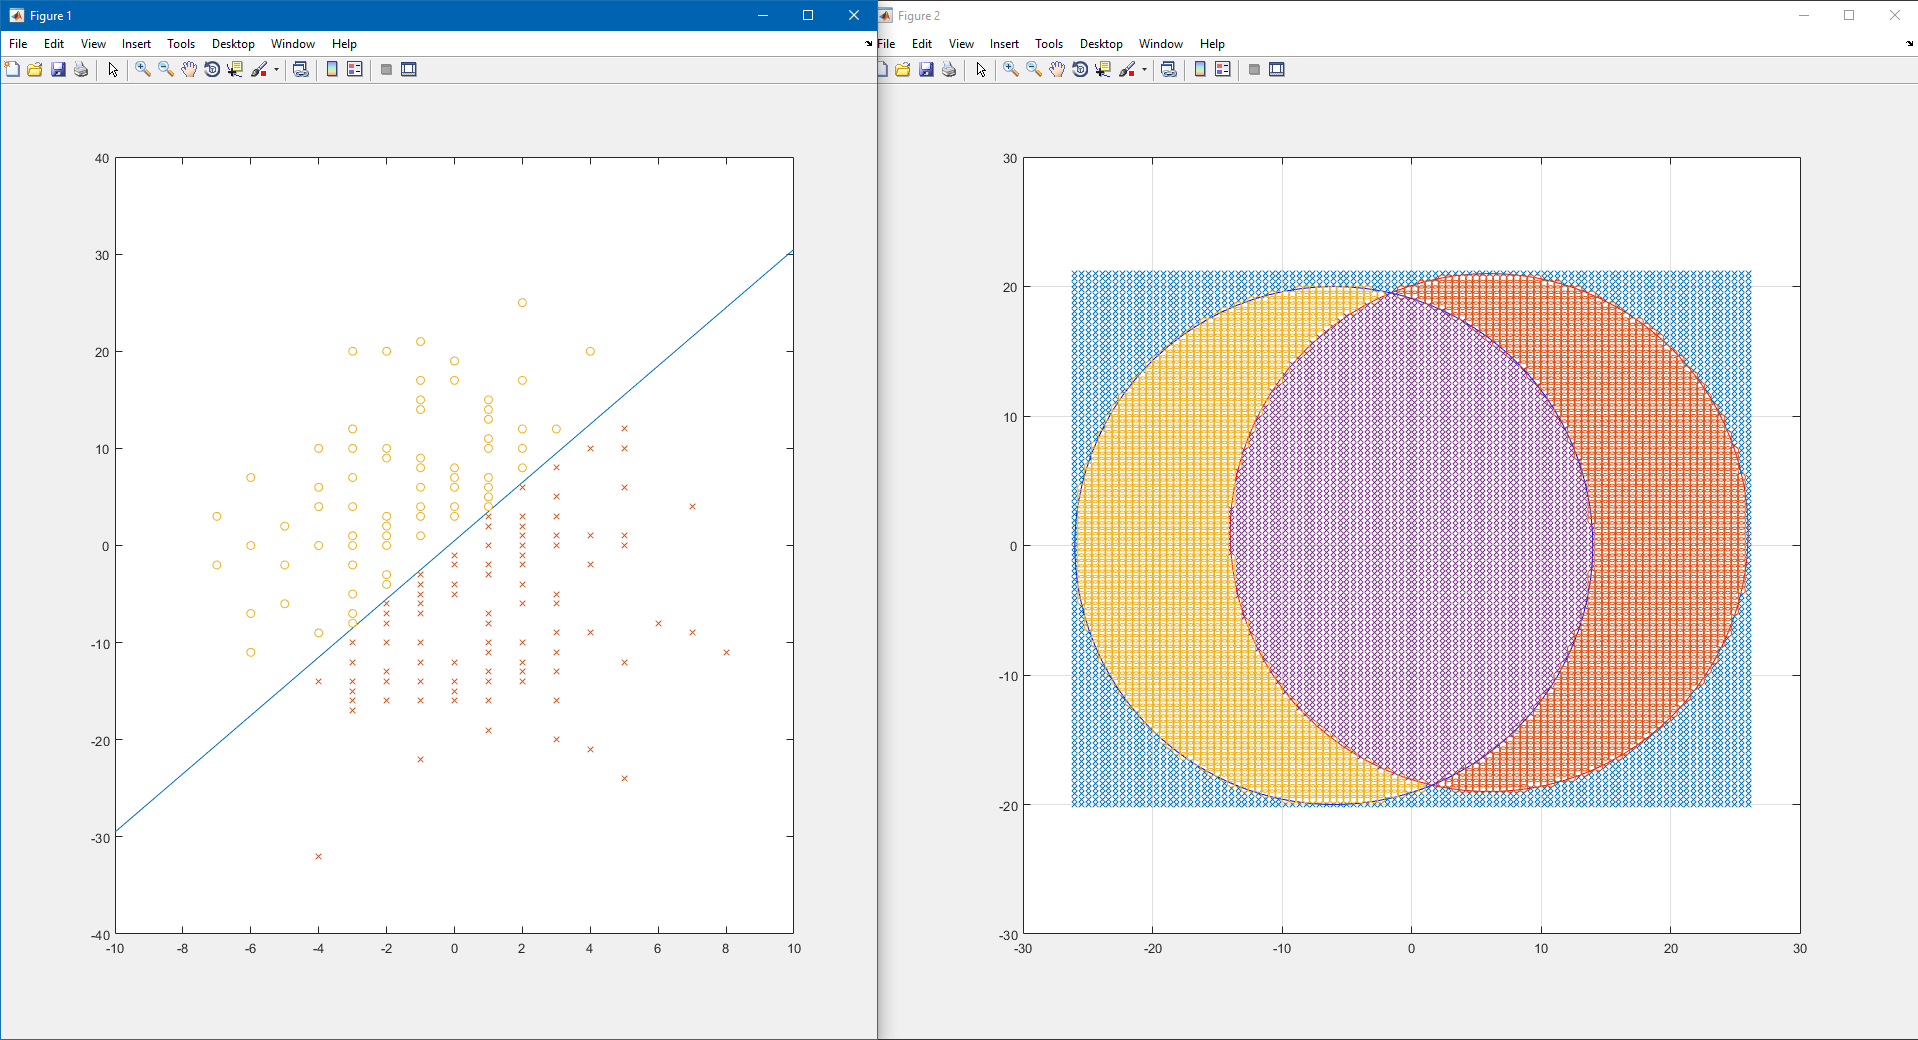 Figure 1
File Edit View Insert Tools Desktop Window Help
40
30
20
10
0
-10
-20
-30
-40
-10 -8 -6 -4 -2 0 2 4 6 8 10
Figure 2
File Edit View Insert Tools Desktop Window Help
30
20
10
0
-10
-20
-30
-30 -20 -10 0 10 20 30